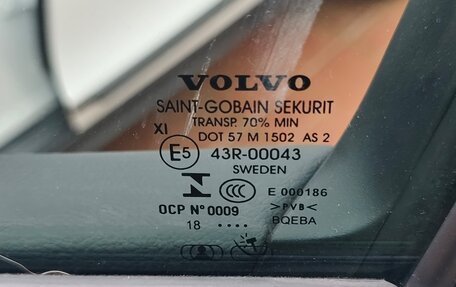 VOLVO
SAINT-GOBAIN SEKURIT
TRANSP. 70% MIN
XI DOT 57 M 1502 AS 2
E5 43R-00043
SWEDEN
N CCC E 000186
OCP N° 0009 >PVB<
18 .... BQEBA